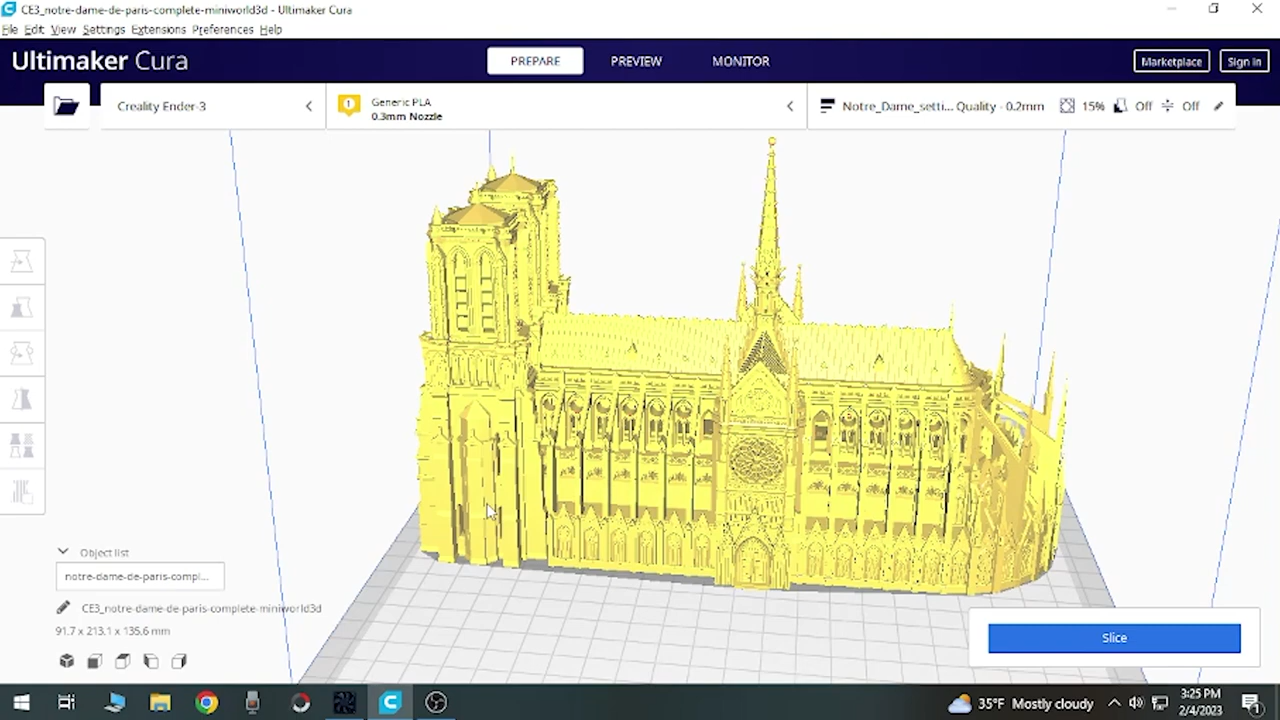 CE3_notre-dame-de-paris-complete-miniworld3d - Ultimaker Cura
File Edit View Settings Extensions Preferences Help
Ultimaker Cura
PREPARE
PREVIEW
MONITOR
Marketplace
Sign in
Creality Ender-3
1
Generic PLA
0.3mm Nozzle
Notre_Dame_setti... Quality - 0.2mm
15%
Off
Off
Object list
notre-dame-de-paris-compl...
CE3_notre-dame-de-paris-complete-miniworld3d
91.7 x 213.1 x 135.6 mm
Slice
35°F Mostly cloudy
3:25 PM
2/4/2023
1